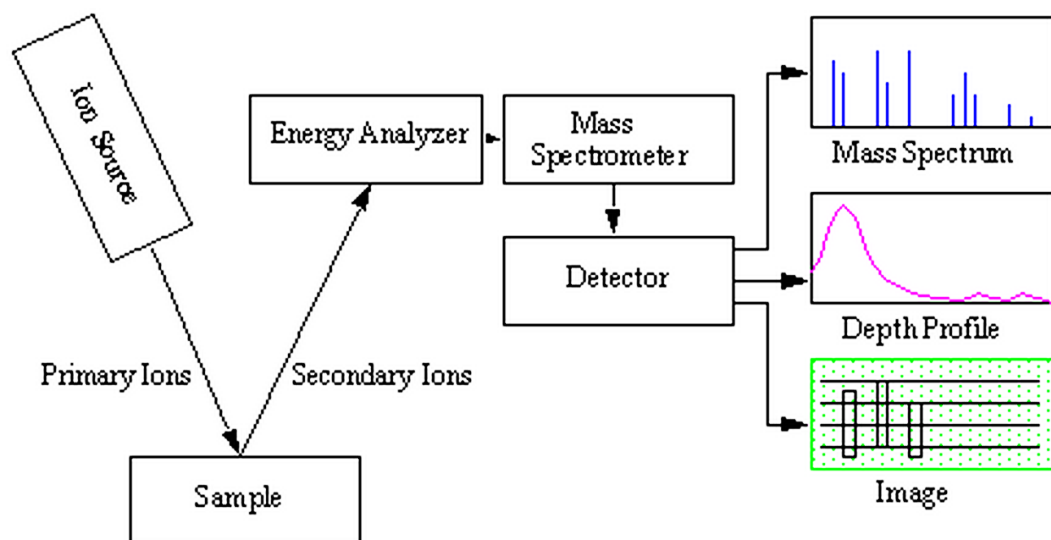 Ion Source
Energy Analyzer
Mass
Spectrometer
Mass Spectrum
Detector
Depth Profile
Primary Ions
Secondary Ions
Sample
Image